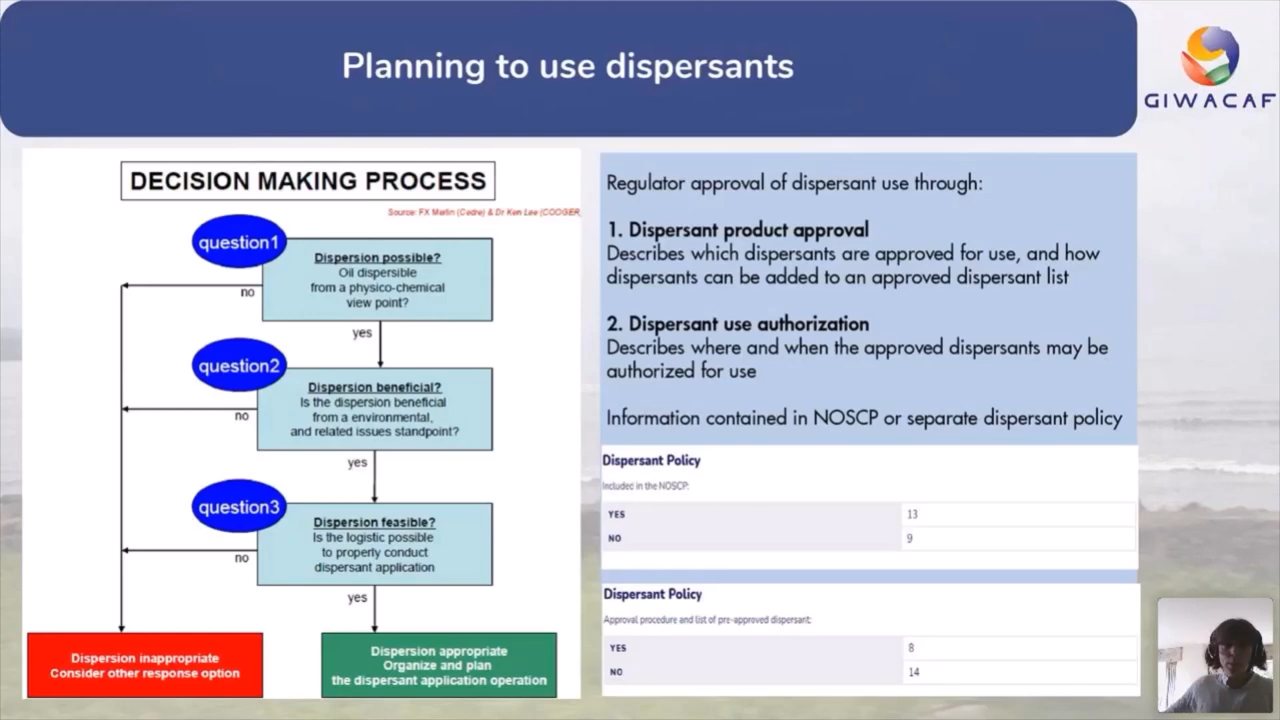 Planning to use dispersants
GIWACAF
DECISION MAKING PROCESS
Source: FX Merlin (Cedre) & Dr Ken Lee (COOGER)
question1
Dispersion possible?
Oil dispersible
from a physico-chemical
view point?
no
yes
question2
Dispersion beneficial?
Is the dispersion beneficial
from a environmental,
and related issues standpoint?
no
yes
question3
Dispersion feasible?
Is the logistic possible
to properly conduct
dispersant application
no
yes
Dispersion inappropriate
Consider other response option
Dispersion appropriate
Organize and plan
the dispersant application operation
Regulator approval of dispersant use through:
1. Dispersant product approval
Describes which dispersants are approved for use, and how
dispersants can be added to an approved dispersant list
2. Dispersant use authorization
Describes where and when the approved dispersants may be
authorized for use
Information contained in NOSCP or separate dispersant policy
Dispersant Policy
Included in the NOSCP:
YES 13
NO 9
Dispersant Policy
Approval procedure and list of pre-approved dispersant:
YES 8
NO 14